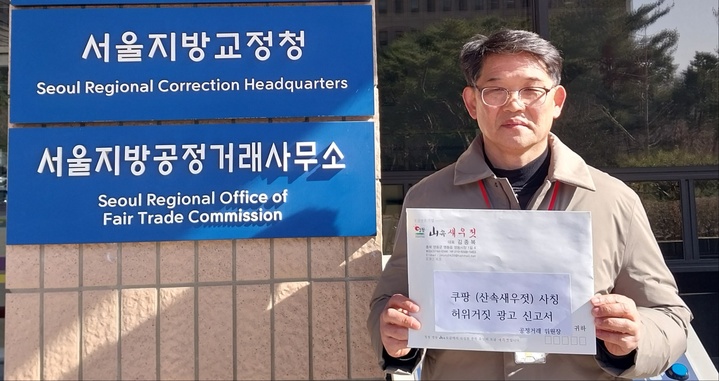 서울지방교정청
Seoul Regional Correction Headquarters
서울지방공정거래사무소
Seoul Regional Office of
Fair Trade Commission
산속새우젓
쿠팡 (산속새우젓) 사칭
허위거짓 광고 신고서
공정거래 위원장
귀하